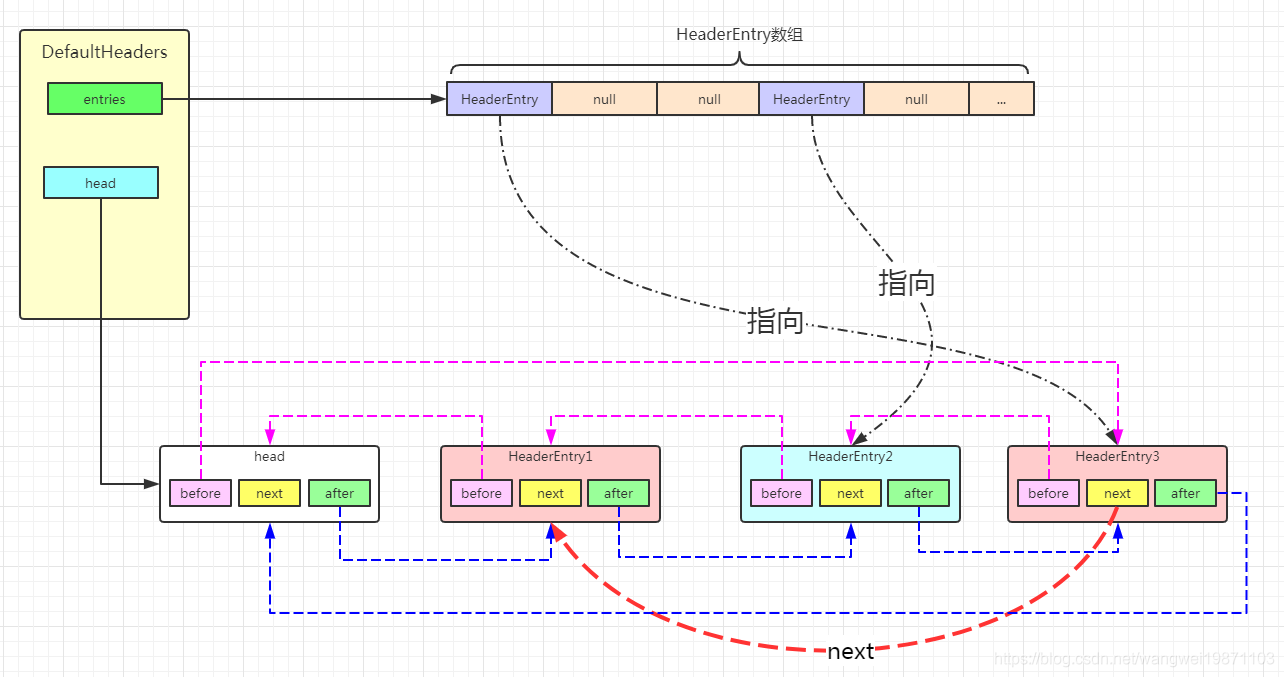 DefaultHeaders
entries
head
HeaderEntry数组
HeaderEntry null null HeaderEntry null ...
指向
指向
head
before next after
HeaderEntry1
before next after
HeaderEntry2
before next after
HeaderEntry3
before next after
next
https://blog.csdn.net/wangwei19871103